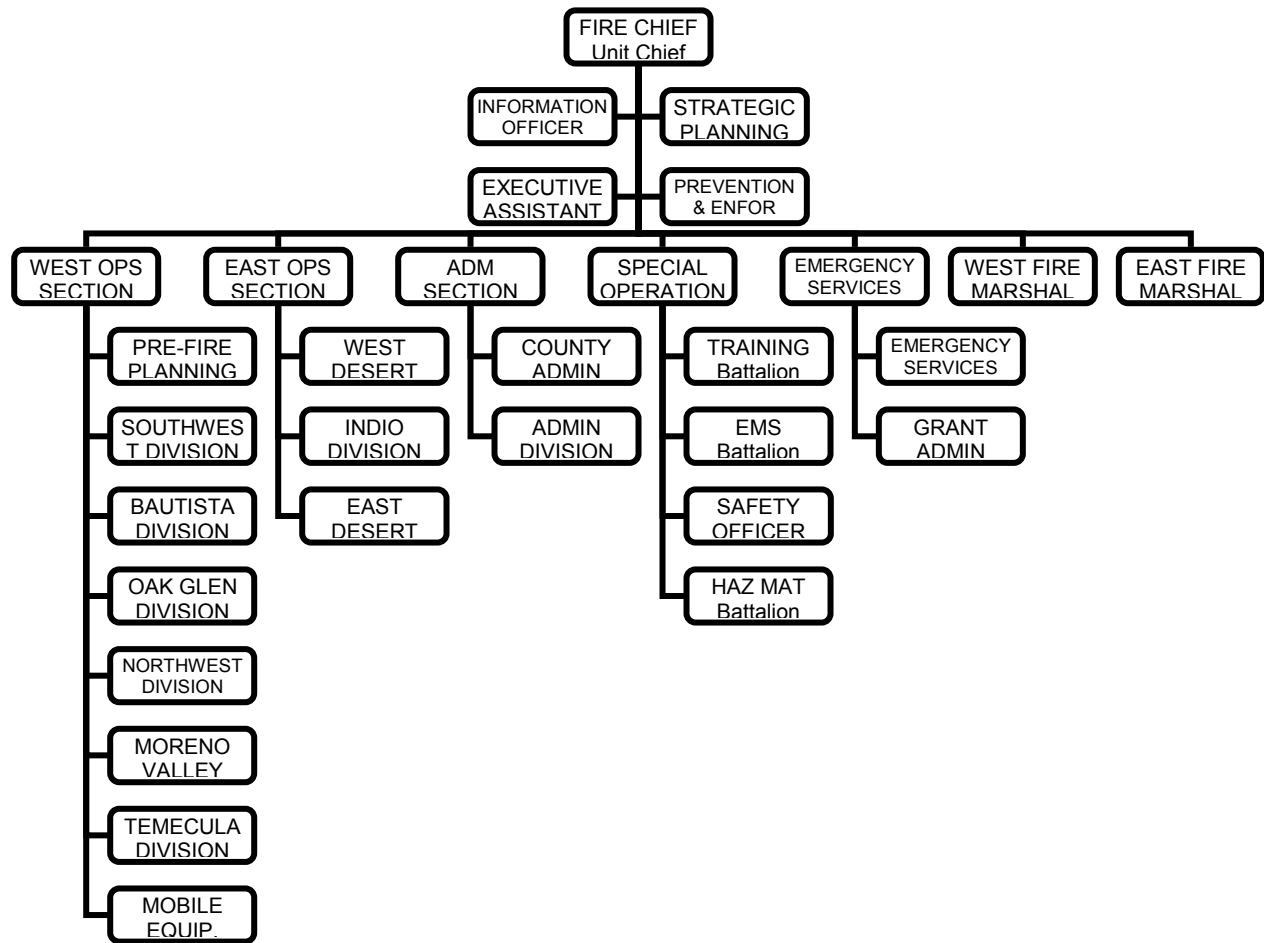 FIRE CHIEF
Unit Chief
INFORMATION
OFFICER
STRATEGIC
PLANNING
EXECUTIVE
ASSISTANT
PREVENTION
& ENFOR
WEST OPS
SECTION
EAST OPS
SECTION
ADM
SECTION
SPECIAL
OPERATION
EMERGENCY
SERVICES
WEST FIRE
MARSHAL
EAST FIRE
MARSHAL
PRE-FIRE
PLANNING
SOUTHWES
T DIVISION
BAUTISTA
DIVISION
OAK GLEN
DIVISION
NORTHWEST
DIVISION
MORENO
VALLEY
TEMECULA
DIVISION
MOBILE
EQUIP.
WEST
DESERT
INDIO
DIVISION
EAST
DESERT
COUNTY
ADMIN
ADMIN
DIVISION
TRAINING
Battalion
EMS
Battalion
SAFETY
OFFICER
HAZ MAT
Battalion
EMERGENCY
SERVICES
GRANT
ADMIN